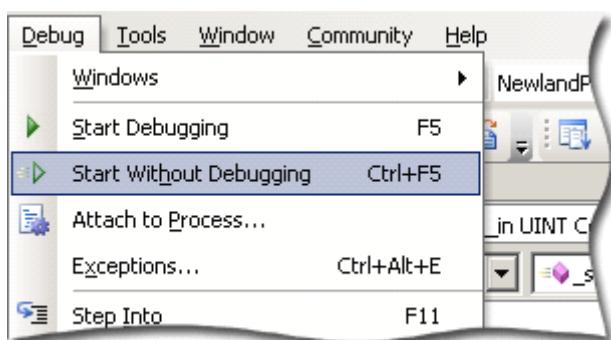 Debug Tools Window Community Help
Windows
NewlandP
Start Debugging F5
Start Without Debugging Ctrl+F5
Attach to Process...
_in UINT C
Exceptions... Ctrl+Alt+E
_s
Step Into F11